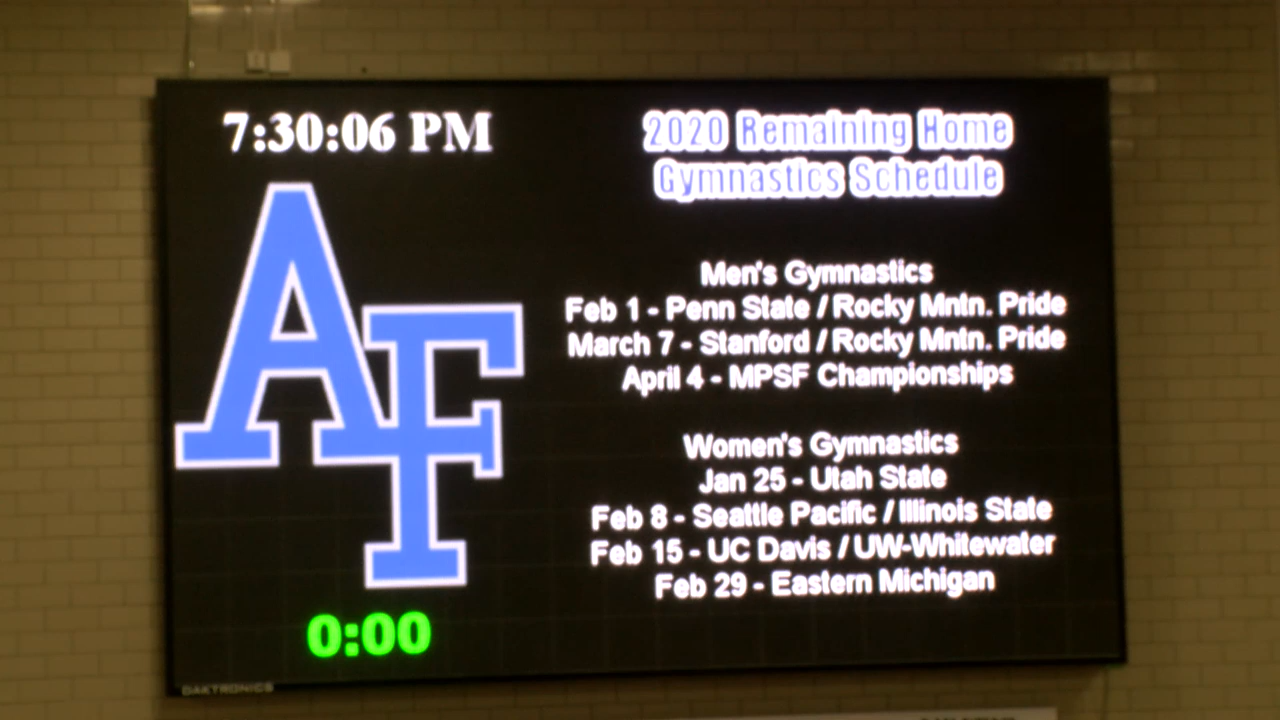 7:30:06 PM
AF
0:00
2020 Remaining Home
Gymnastics Schedule
Men's Gymnastics
Feb 1 - Penn State / Rocky Mntn. Pride
March 7 - Stanford / Rocky Mntn. Pride
April 4 - MPSF Championships
Women's Gymnastics
Jan 25 - Utah State
Feb 8 - Seattle Pacific / Illinois State
Feb 15 - UC Davis / UW-Whitewater
Feb 29 - Eastern Michigan
DAKTRONICS